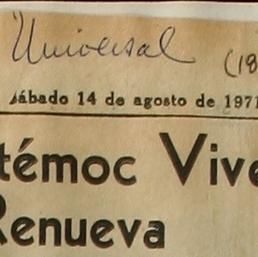 Universal (18
sábado 14 de agosto de 1971
témoc Vive
Renueva